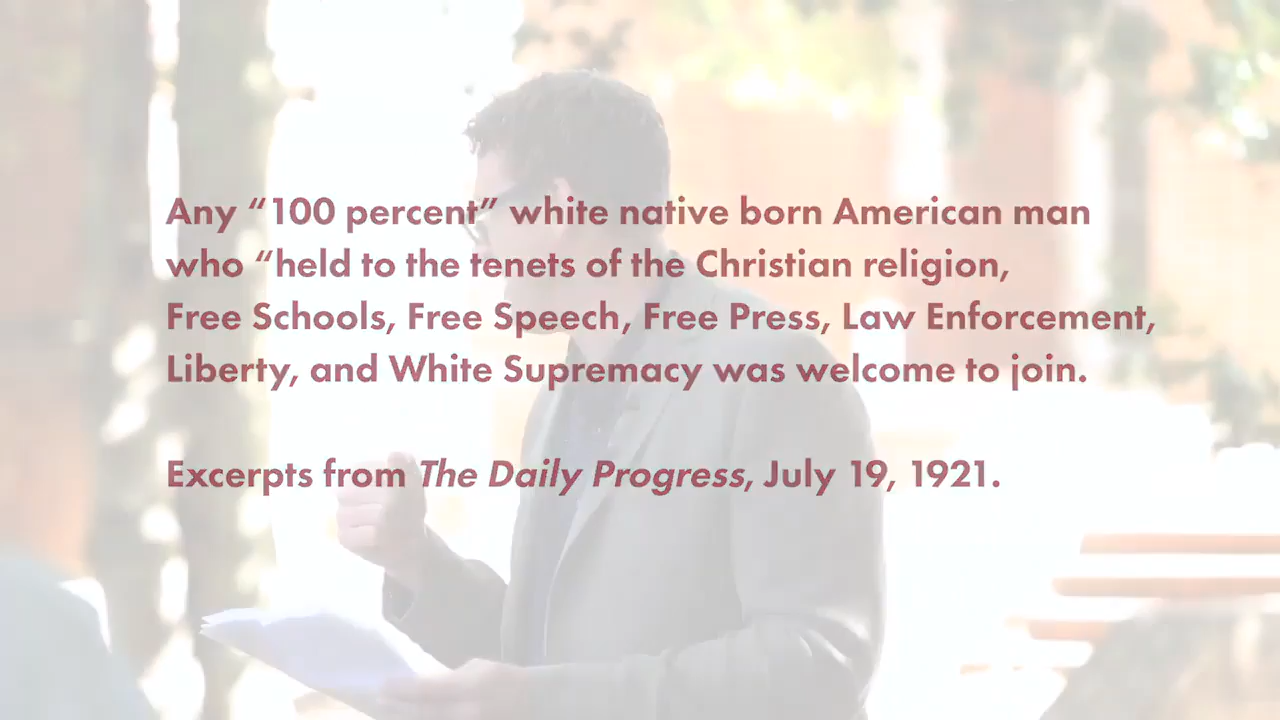 Any “100 percent” white native born American man
who “held to the tenets of the Christian religion,
Free Schools, Free Speech, Free Press, Law Enforcement,
Liberty, and White Supremacy was welcome to join.
Excerpts from The Daily Progress, July 19, 1921.